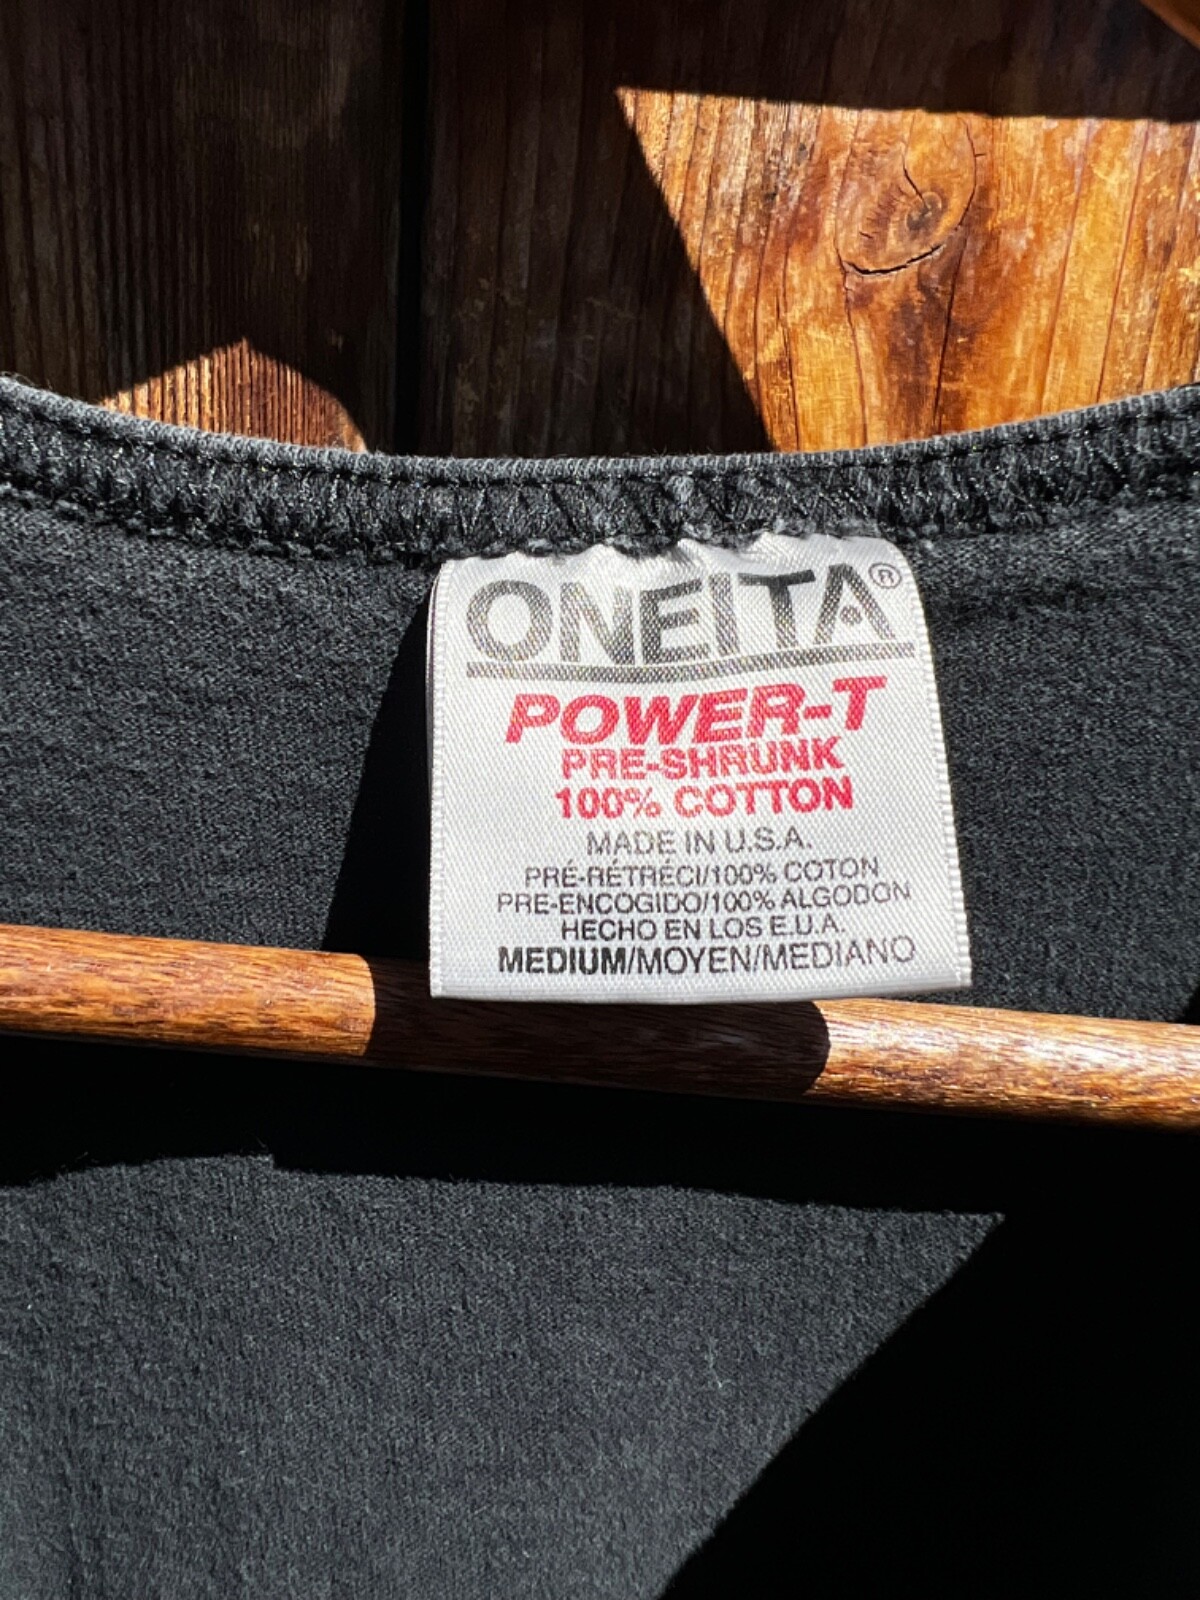 ONEITA®
POWER-T
PRE-SHRUNK
100% COTTON
MADE IN U.S.A.
PRÉ-RÉTRÉCI/100% COTON
PRE-ENCOGIDO/100% ALGODON
HECHO EN LOS E.U.A.
MEDIUM/MOYEN/MEDIANO